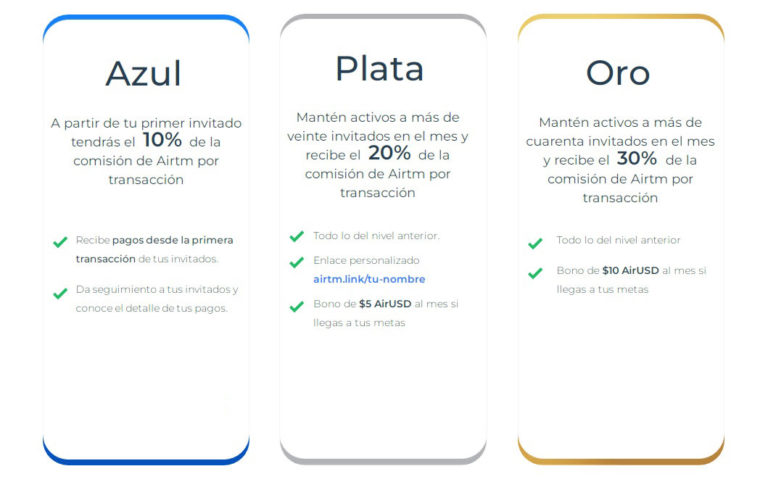 Azul
A partir de tu primer invitado
tendrás el 10% de la
comisión de Airtm por
transacción
Recibe pagos desde la primera
transacción de tus invitados.
Da seguimiento a tus invitados y
conoce el detalle de tus pagos.
Plata
Mantén activos a más de
veinte invitados en el mes y
recibe el 20% de la
comisión de Airtm por
transacción
Todo lo del nivel anterior.
Enlace personalizado
airtm.link/tu-nombre
Bono de $5 AirUSD al mes si
llegas a tus metas
Oro
Mantén activos a más de
cuarenta invitados en el mes
y recibe el 30% de la
comisión de Airtm por
transacción
Todo lo del nivel anterior
Bono de $10 AirUSD al mes si
llegas a tus metas